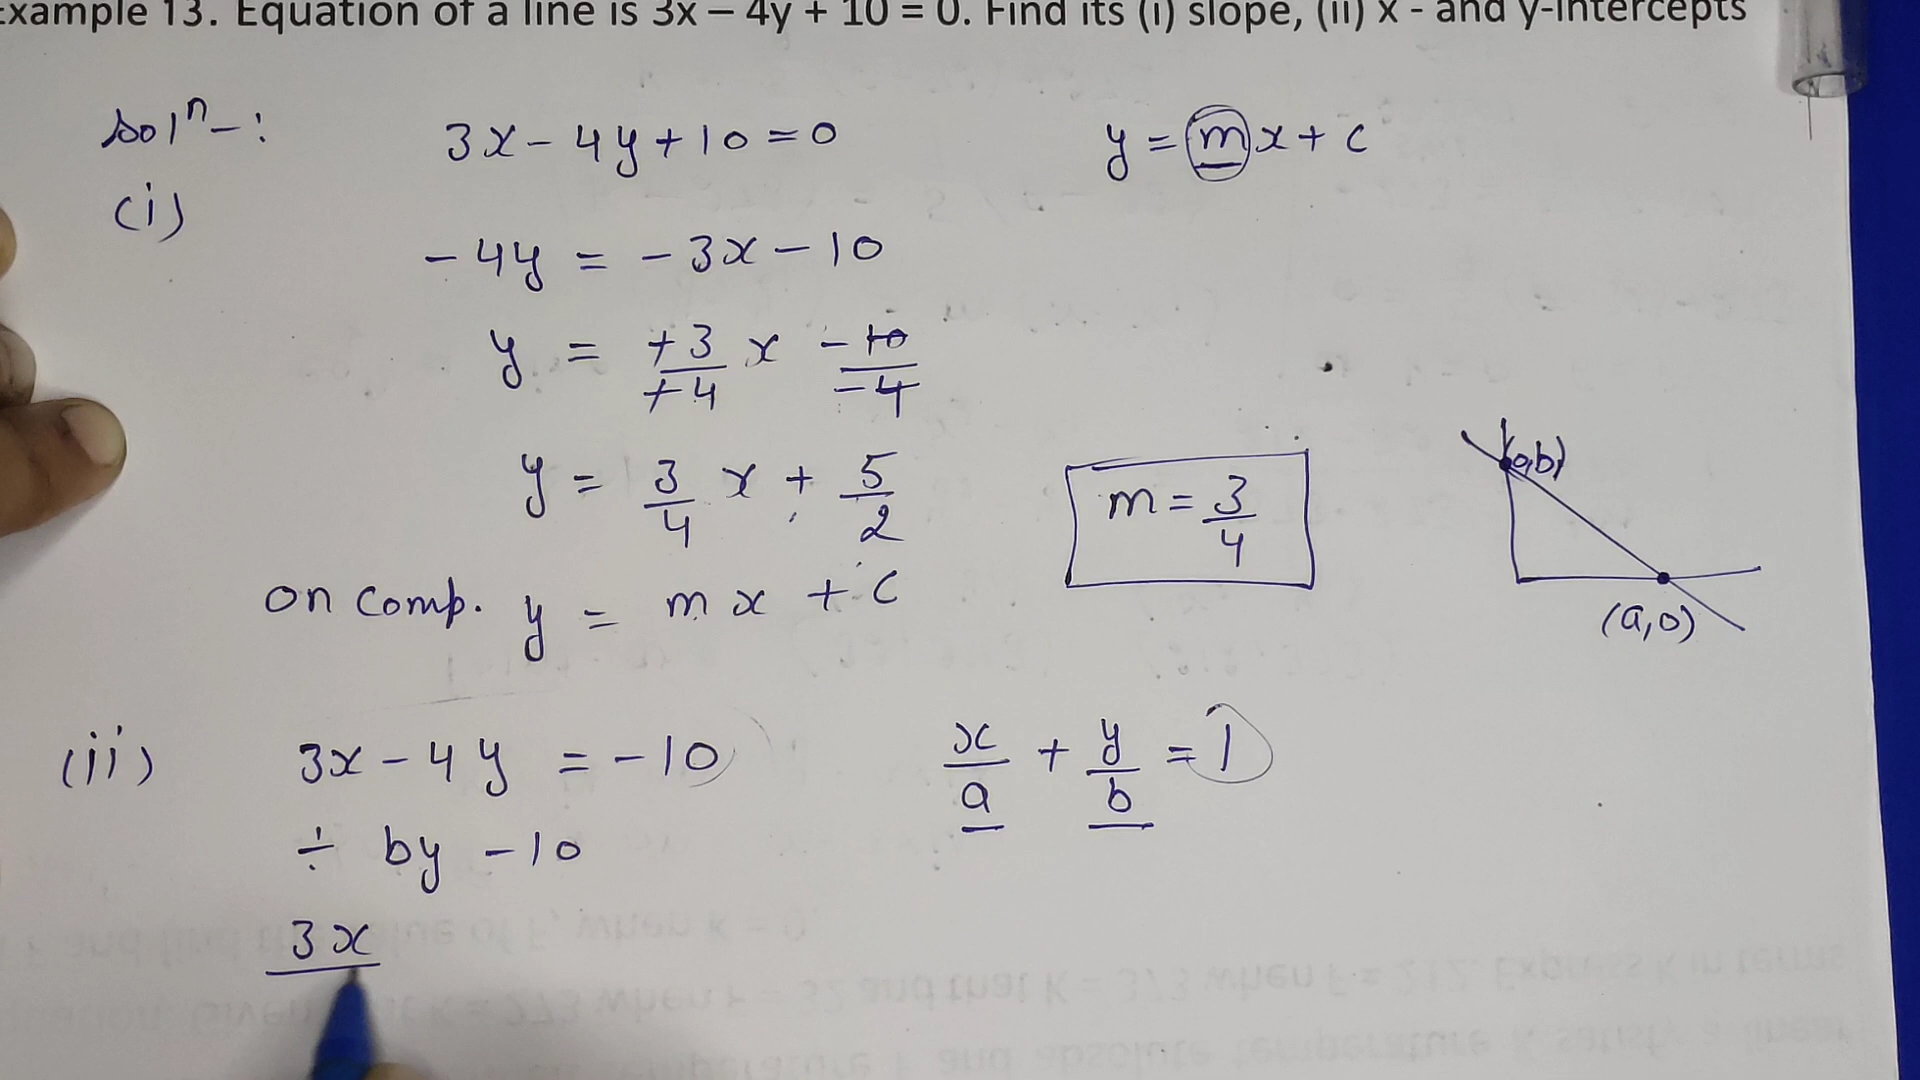 Example 13. Equation of a line is 3x – 4y + 10 = 0. Find its (i) slope, (ii) x - and y-intercepts
Solⁿ-: 3x - 4y + 10 = 0 y = mx + c
(i)
-4y = -3x - 10
y = +3/+4 x -10/-4
y = 3/4 x + 5/2
m = 3/4
(0,b)
(a,0)
on comp. y = mx + c
(ii) 3x - 4y = -10 x/a + y/b = 1
÷ by -10
3x